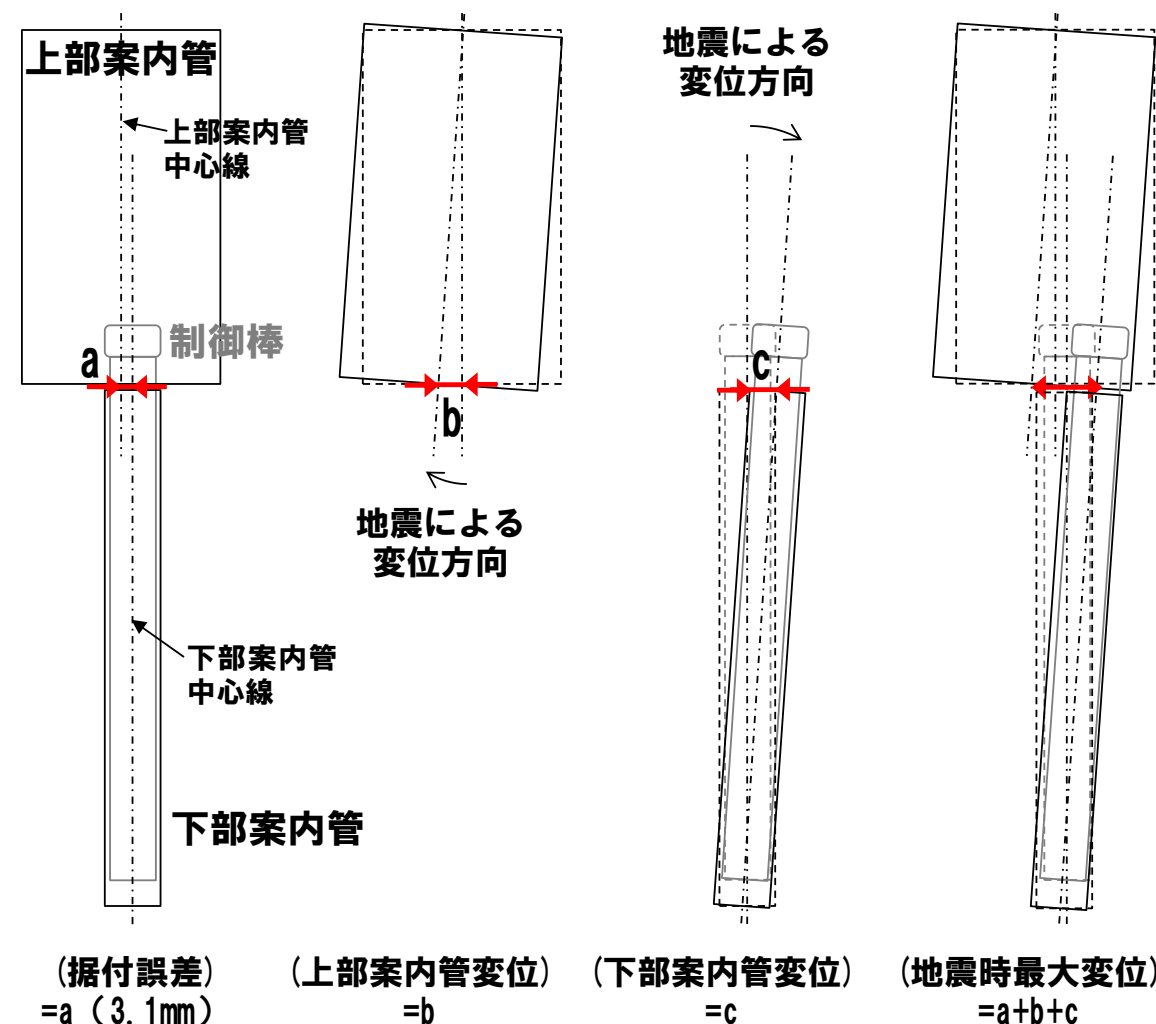 上部案内管
上部案内管
中心線
制御棒
a
下部案内管
中心線
下部案内管
(据付誤差)
=a(3.1mm)
b
地震による
変位方向
(上部案内管変位)
=b
地震による
変位方向
c
(下部案内管変位)
=c
(地震時最大変位)
=a+b+c